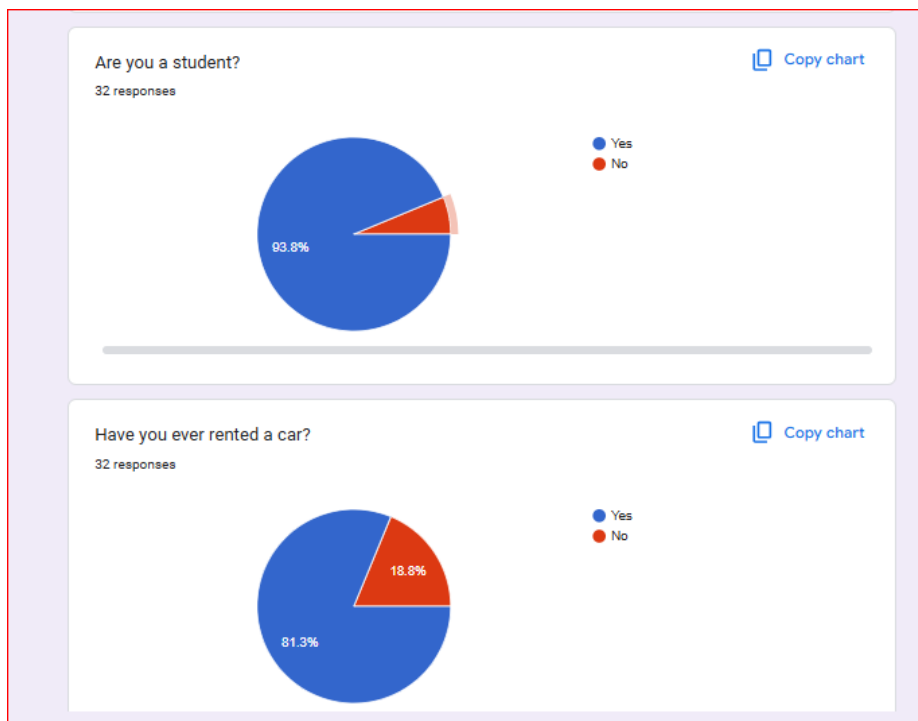 Are you a student?
Copy chart
32 responses
Yes
No
93.8%
Have you ever rented a car?
Copy chart
32 responses
Yes
No
18.8%
81.3%